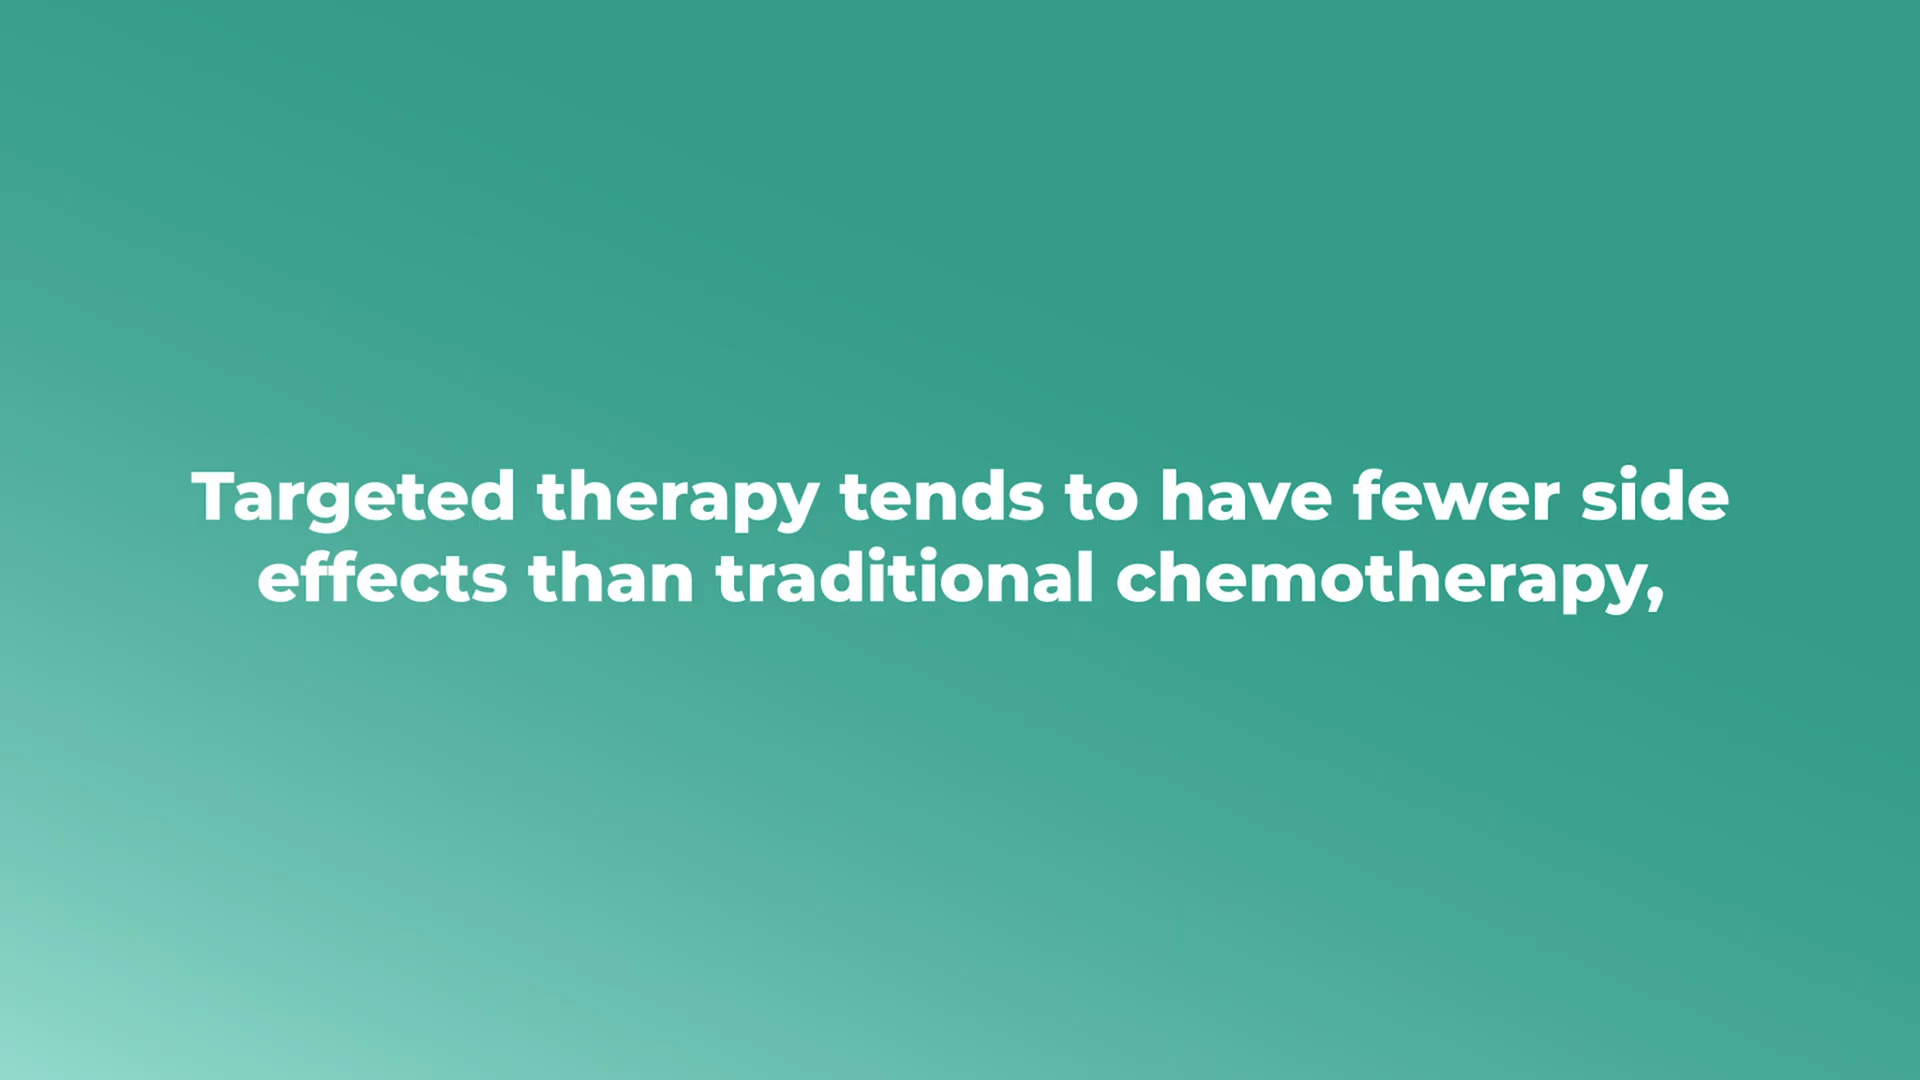 Targeted therapy tends to have fewer side
effects than traditional chemotherapy,